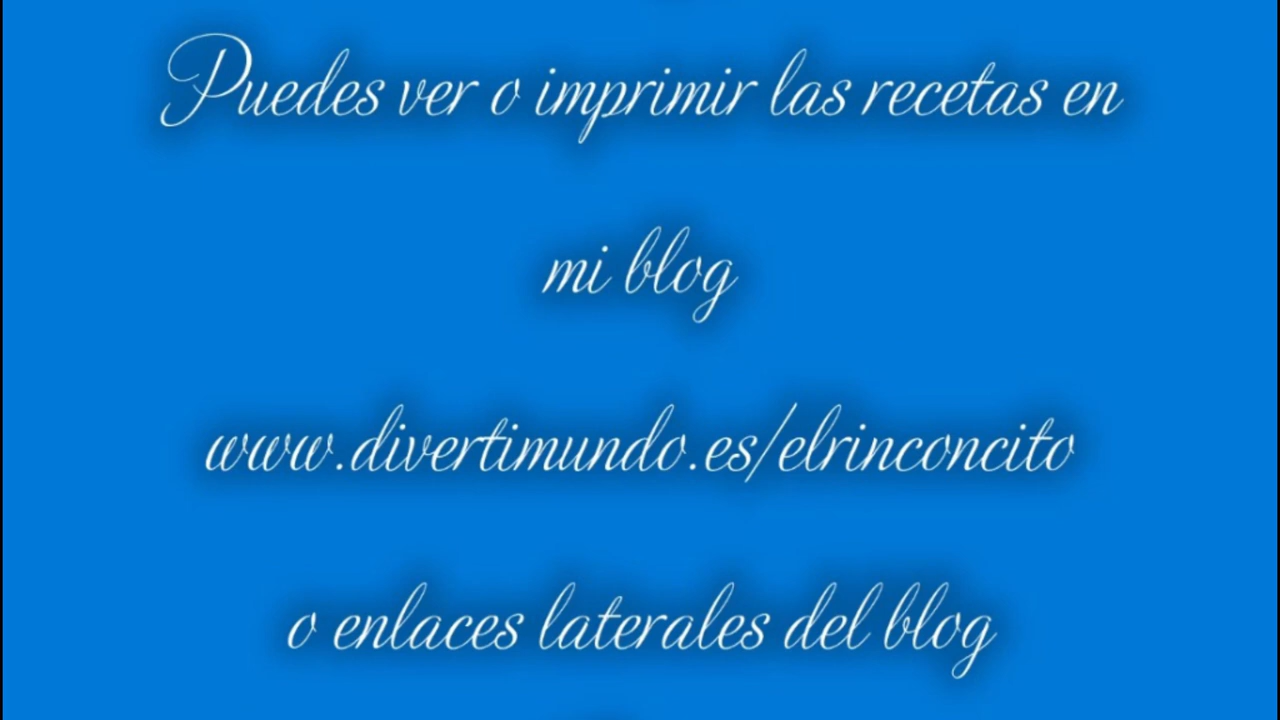 Puedes ver o imprimir las recetas en
mi blog
www.divertimundo.es/elrinconcito
o enlaces laterales del blog